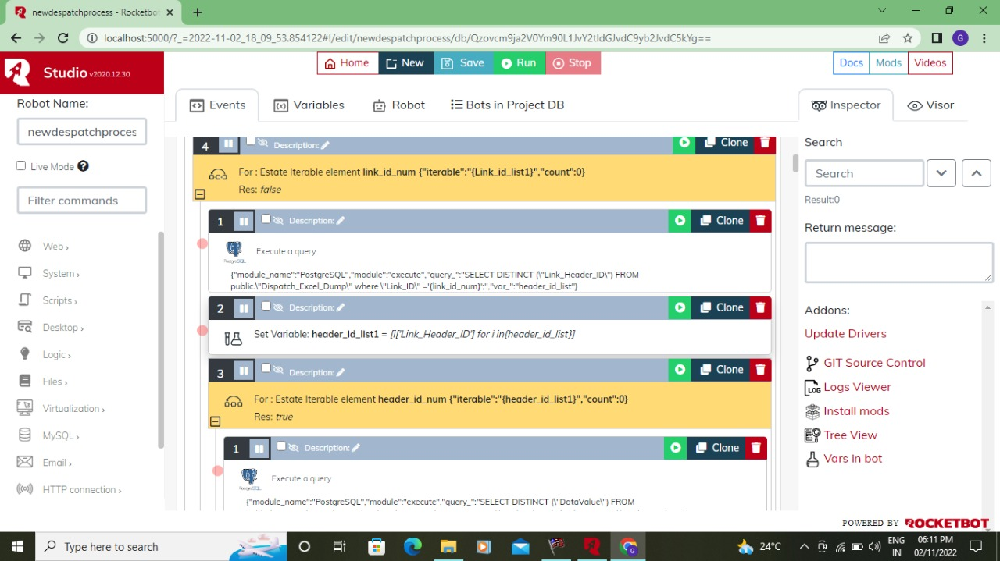 newdespatchprocess - Rocketbot
localhost:5000/?_=2022-11-02_18_09_53.854122#!/edit/newdespatchprocess/db/Qzovcm9ja2V0Ym90L1JvY2tldGJvdC9yb2JvdC5kYg==
G
Studio v2020.12.30
Home New Save Run Stop
Docs Mods Videos
Robot Name:
newdespatchproces
Live Mode ?
Filter commands
Web
System
Scripts
Desktop
Logic
Files
Virtualization
MySQL
Email
HTTP connection
Events Variables Robot Bots in Project DB
4 Description: Clone
For : Estate Iterable element link_id_num {"iterable":"{Link_id_list1}","count":0}
Res: false
1 Description: Clone
PostgreSQL Execute a query
{"module_name":"PostgreSQL","module":"execute","query_":"SELECT DISTINCT (\"Link_Header_ID\") FROM
public.\"Dispatch_Excel_Dump\" where \"Link_ID\" ='{link_id_num}';","var_":"header_id_list"}
2 Description: Clone
Set Variable: header_id_list1 = [i['Link_Header_ID'] for i in{header_id_list}]
3 Description: Clone
For : Estate Iterable element header_id_num {"iterable":"{header_id_list1}","count":0}
Res: true
1 Description: Clone
PostgreSQL Execute a query
{"module_name":"PostgreSQL","module":"execute","query_":"SELECT DISTINCT (\"DataValue\") FROM
Inspector Visor
Search
Search
Result:0
Return message:
Addons:
Update Drivers
GIT Source Control
LOG Logs Viewer
Install mods
Tree View
Vars in bot
POWERED BY ROCKETBOT
Type here to search
24°C
ENG
IN
06:11 PM
02/11/2022